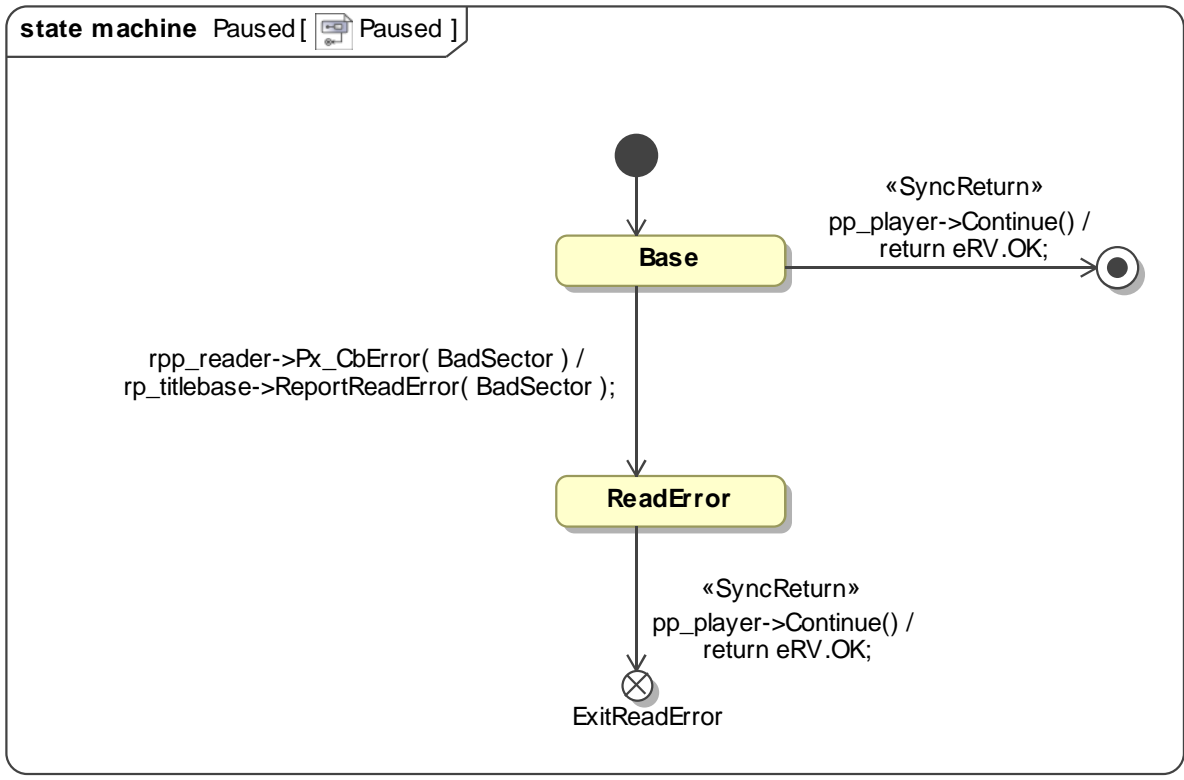 state machine Paused [ Paused ]
«SyncReturn»
pp_player->Continue() /
return eRV.OK;
Base
rpp_reader->Px_CbError( BadSector ) /
rp_titlebase->ReportReadError( BadSector );
ReadError
«SyncReturn»
pp_player->Continue() /
return eRV.OK;
ExitReadError